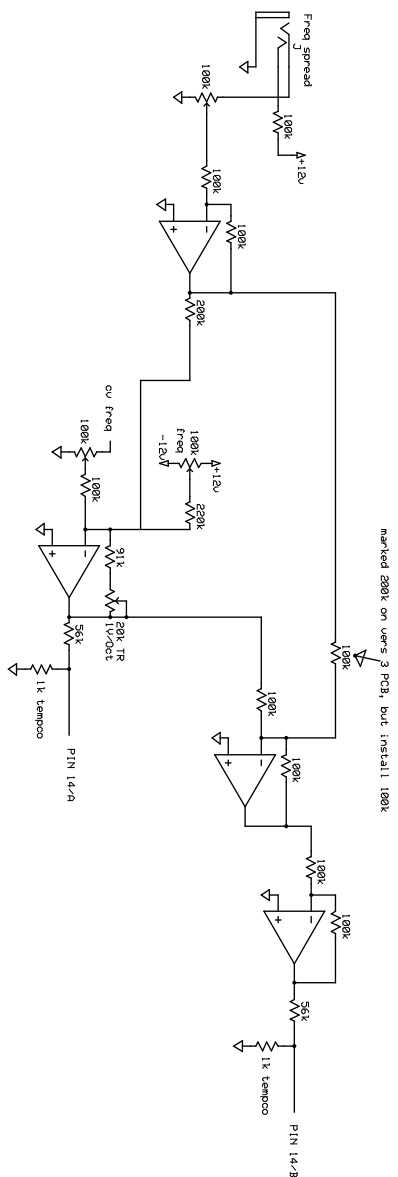 Freq spread
J
100k
+12v
100k
100k
100k
200k
100k
marked 200k on vers 3 PCB, but install 100k
cv freq
100k
100k
100k
freq
+12v
-12v
220k
91k
20k TR
1V/Oct
56k
1k tempco
PIN 14/A
100k
100k
100k
100k
56k
1k tempco
PIN 14/B